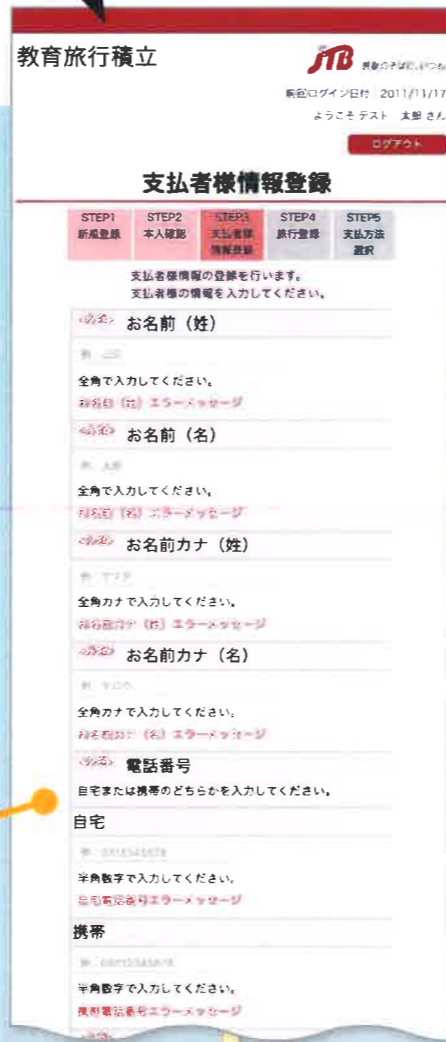 教育旅行積立
JTB
前回ログイン日付 2011/11/17
ようこそ テスト 太郎 さん
ログアウト
支払者様情報登録
STEP1 STEP2 STEP3 STEP4 STEP5
新規登録 本人確認 支払者様 旅行登録 支払方法
情報登録 選択
支払者様情報の登録を行います。
支払者様の情報を入力してください。
<必須> お名前（姓）
全角で入力してください。
お名前（姓）エラーメッセージ
<必須> お名前（名）
例 太郎
全角で入力してください。
お名前（名）エラーメッセージ
<必須> お名前カナ（姓）
全角カナで入力してください。
お名前カナ（姓）エラーメッセージ
<必須> お名前カナ（名）
全角カナで入力してください。
お名前カナ（名）エラーメッセージ
<必須> 電話番号
自宅または携帯のどちらかを入力してください。
自宅
例 0312345678
半角数字で入力してください。
自宅電話番号エラーメッセージ
携帯
半角数字で入力してください。
携帯電話番号エラーメッセージ